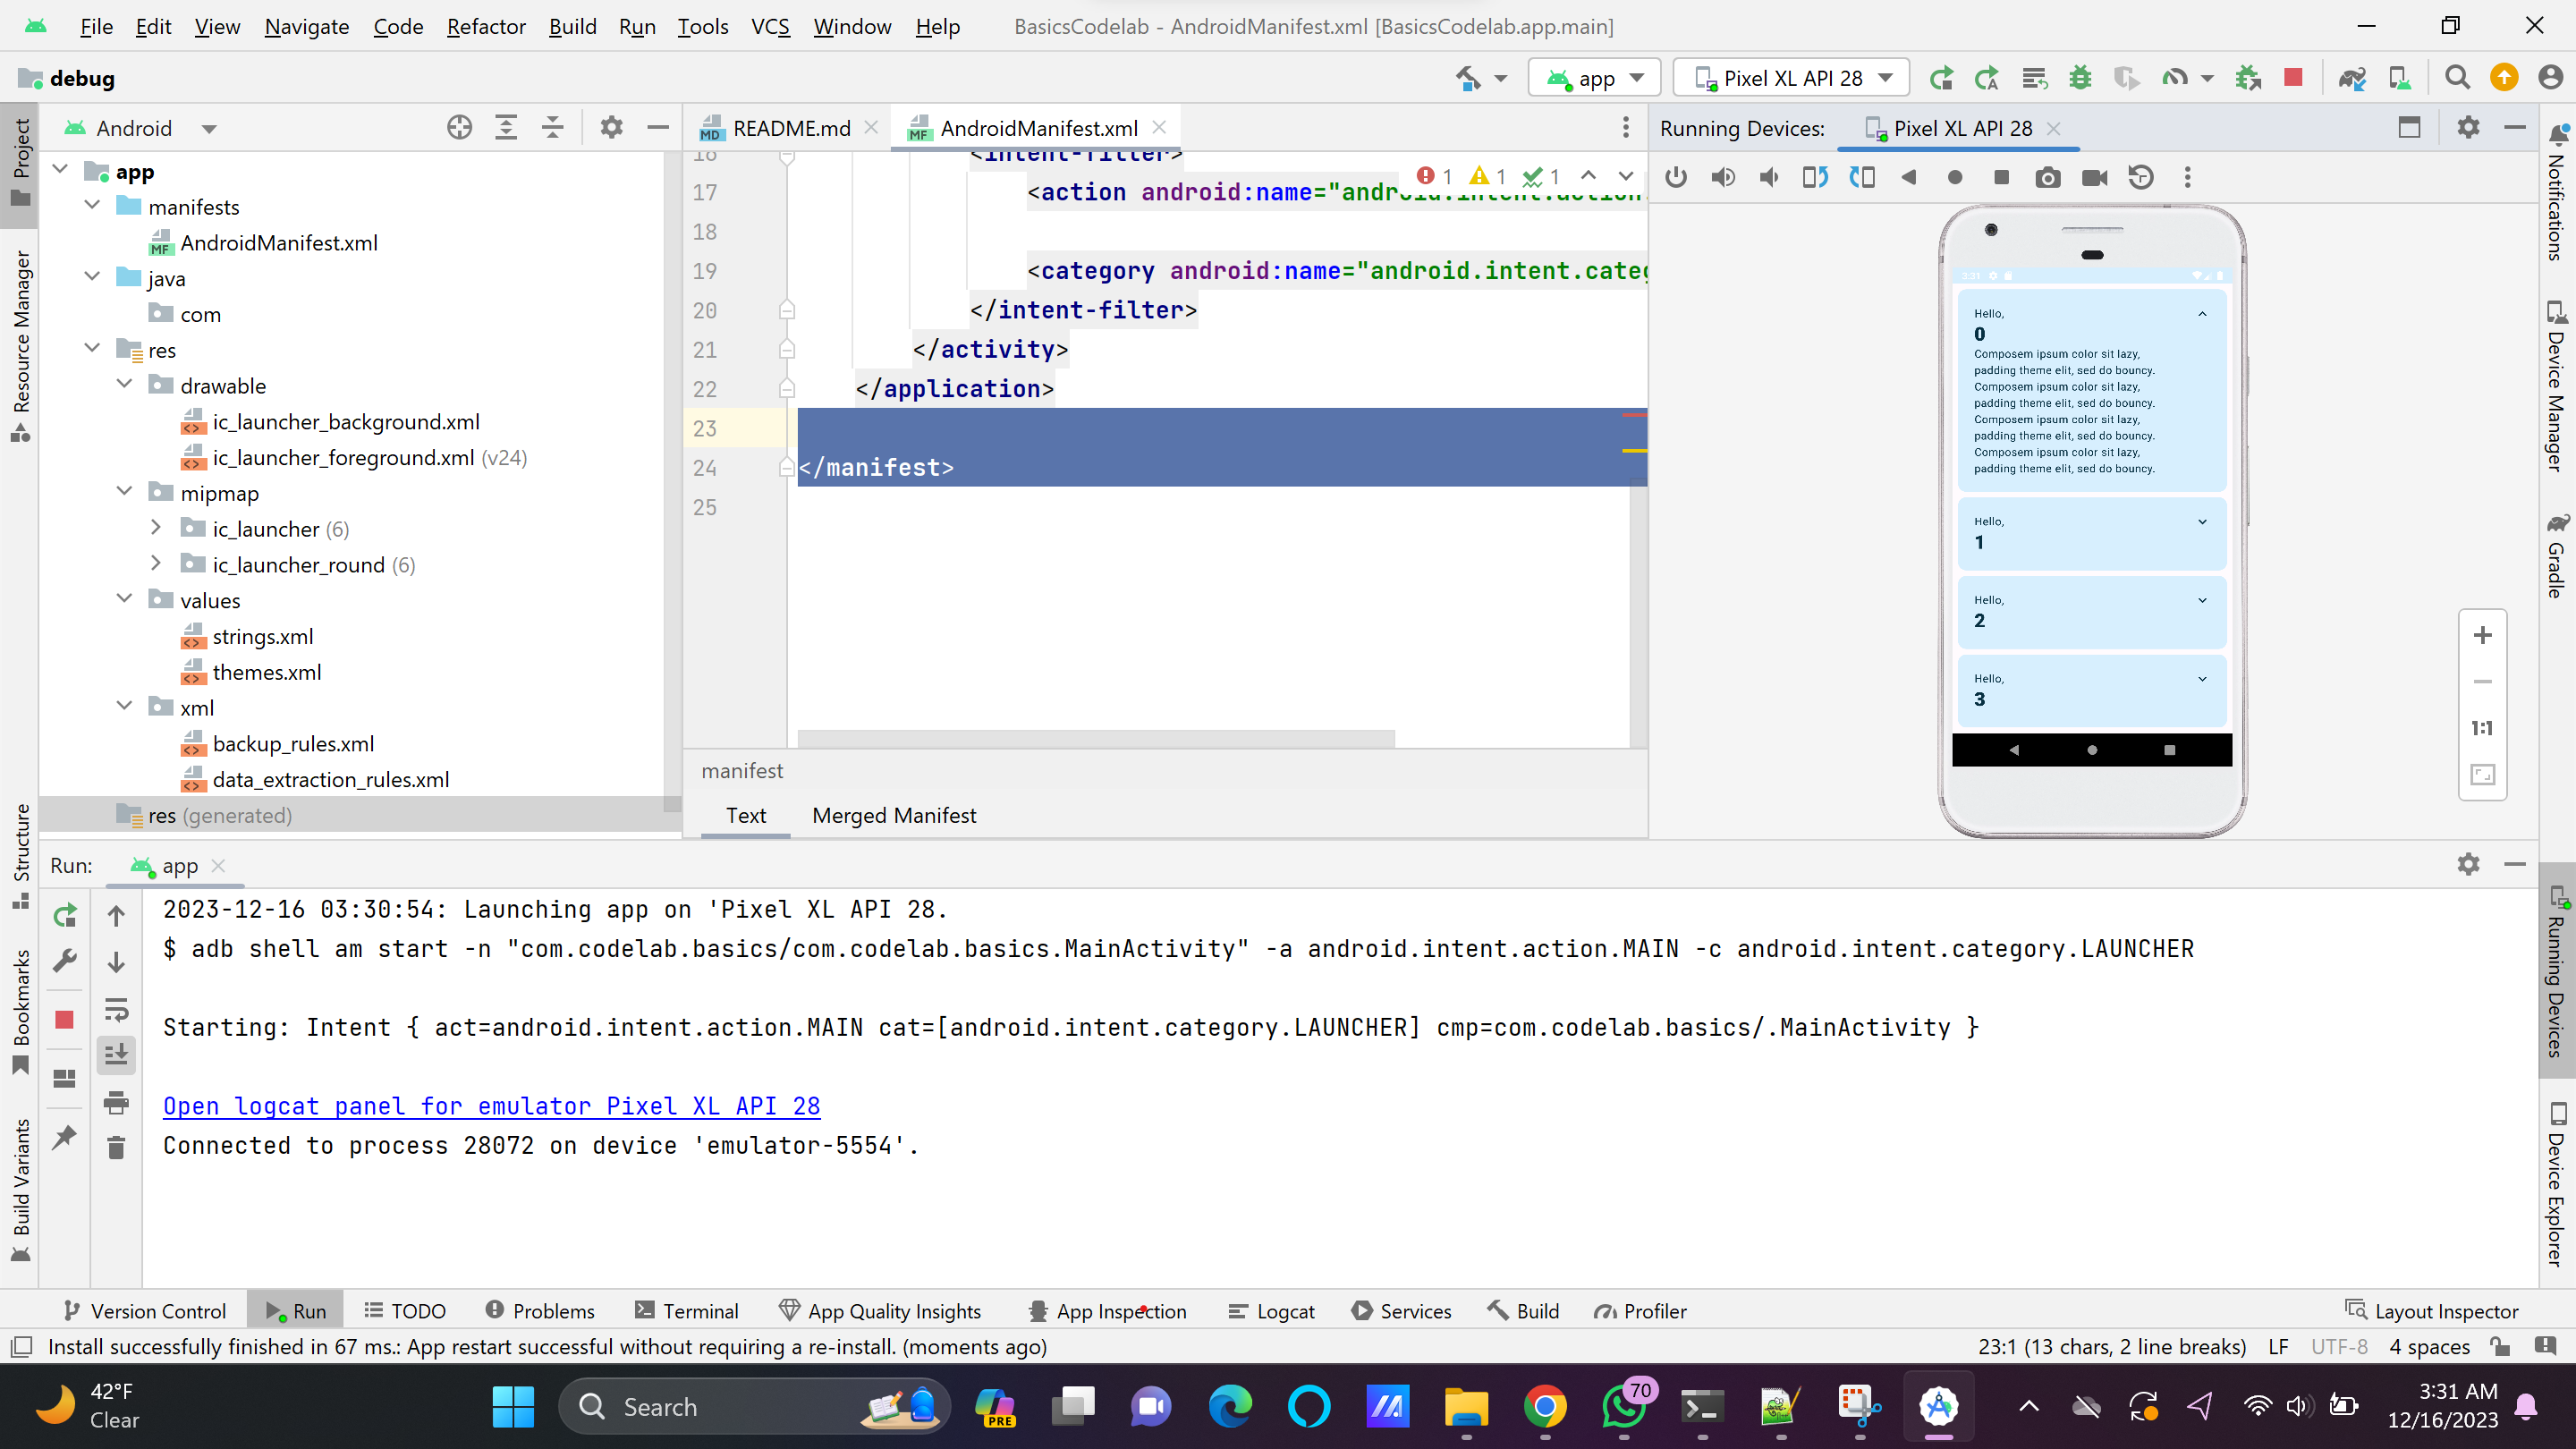 File Edit View Navigate Code Refactor Build Run Tools VCS Window Help BasicsCodelab - AndroidManifest.xml [BasicsCodelab.app.main]
debug app Pixel XL API 28
Project
Resource Manager
Structure
Bookmarks
Build Variants
Android
app
manifests
AndroidManifest.xml
java
com
res
drawable
ic_launcher_background.xml
ic_launcher_foreground.xml (v24)
mipmap
ic_launcher (6)
ic_launcher_round (6)
values
strings.xml
themes.xml
xml
backup_rules.xml
data_extraction_rules.xml
res (generated)
README.md AndroidManifest.xml
1 1 1
16 <intent-filter>
17 <action android:name="android.intent.action.
18
19 <category android:name="android.intent.categ
20 </intent-filter>
21 </activity>
22 </application>
23
24 </manifest>
25
manifest
Text Merged Manifest
Running Devices: Pixel XL API 28
3:31
Hello,
0
Composem ipsum color sit lazy,
padding theme elit, sed do bouncy.
Composem ipsum color sit lazy,
padding theme elit, sed do bouncy.
Composem ipsum color sit lazy,
padding theme elit, sed do bouncy.
Composem ipsum color sit lazy,
padding theme elit, sed do bouncy.
Hello,
1
Hello,
2
Hello,
3
1:1
Notifications
Device Manager
Gradle
Running Devices
Device Explorer
Run: app
2023-12-16 03:30:54: Launching app on 'Pixel XL API 28.
$ adb shell am start -n "com.codelab.basics/com.codelab.basics.MainActivity" -a android.intent.action.MAIN -c android.intent.category.LAUNCHER
Starting: Intent { act=android.intent.action.MAIN cat=[android.intent.category.LAUNCHER] cmp=com.codelab.basics/.MainActivity }
Open logcat panel for emulator Pixel XL API 28
Connected to process 28072 on device 'emulator-5554'.
Version Control Run TODO Problems Terminal App Quality Insights App Inspection Logcat Services Build Profiler Layout Inspector
Install successfully finished in 67 ms.: App restart successful without requiring a re-install. (moments ago) 23:1 (13 chars, 2 line breaks) LF UTF-8 4 spaces
42°F
Clear
Search
PRE
70
3:31 AM
12/16/2023